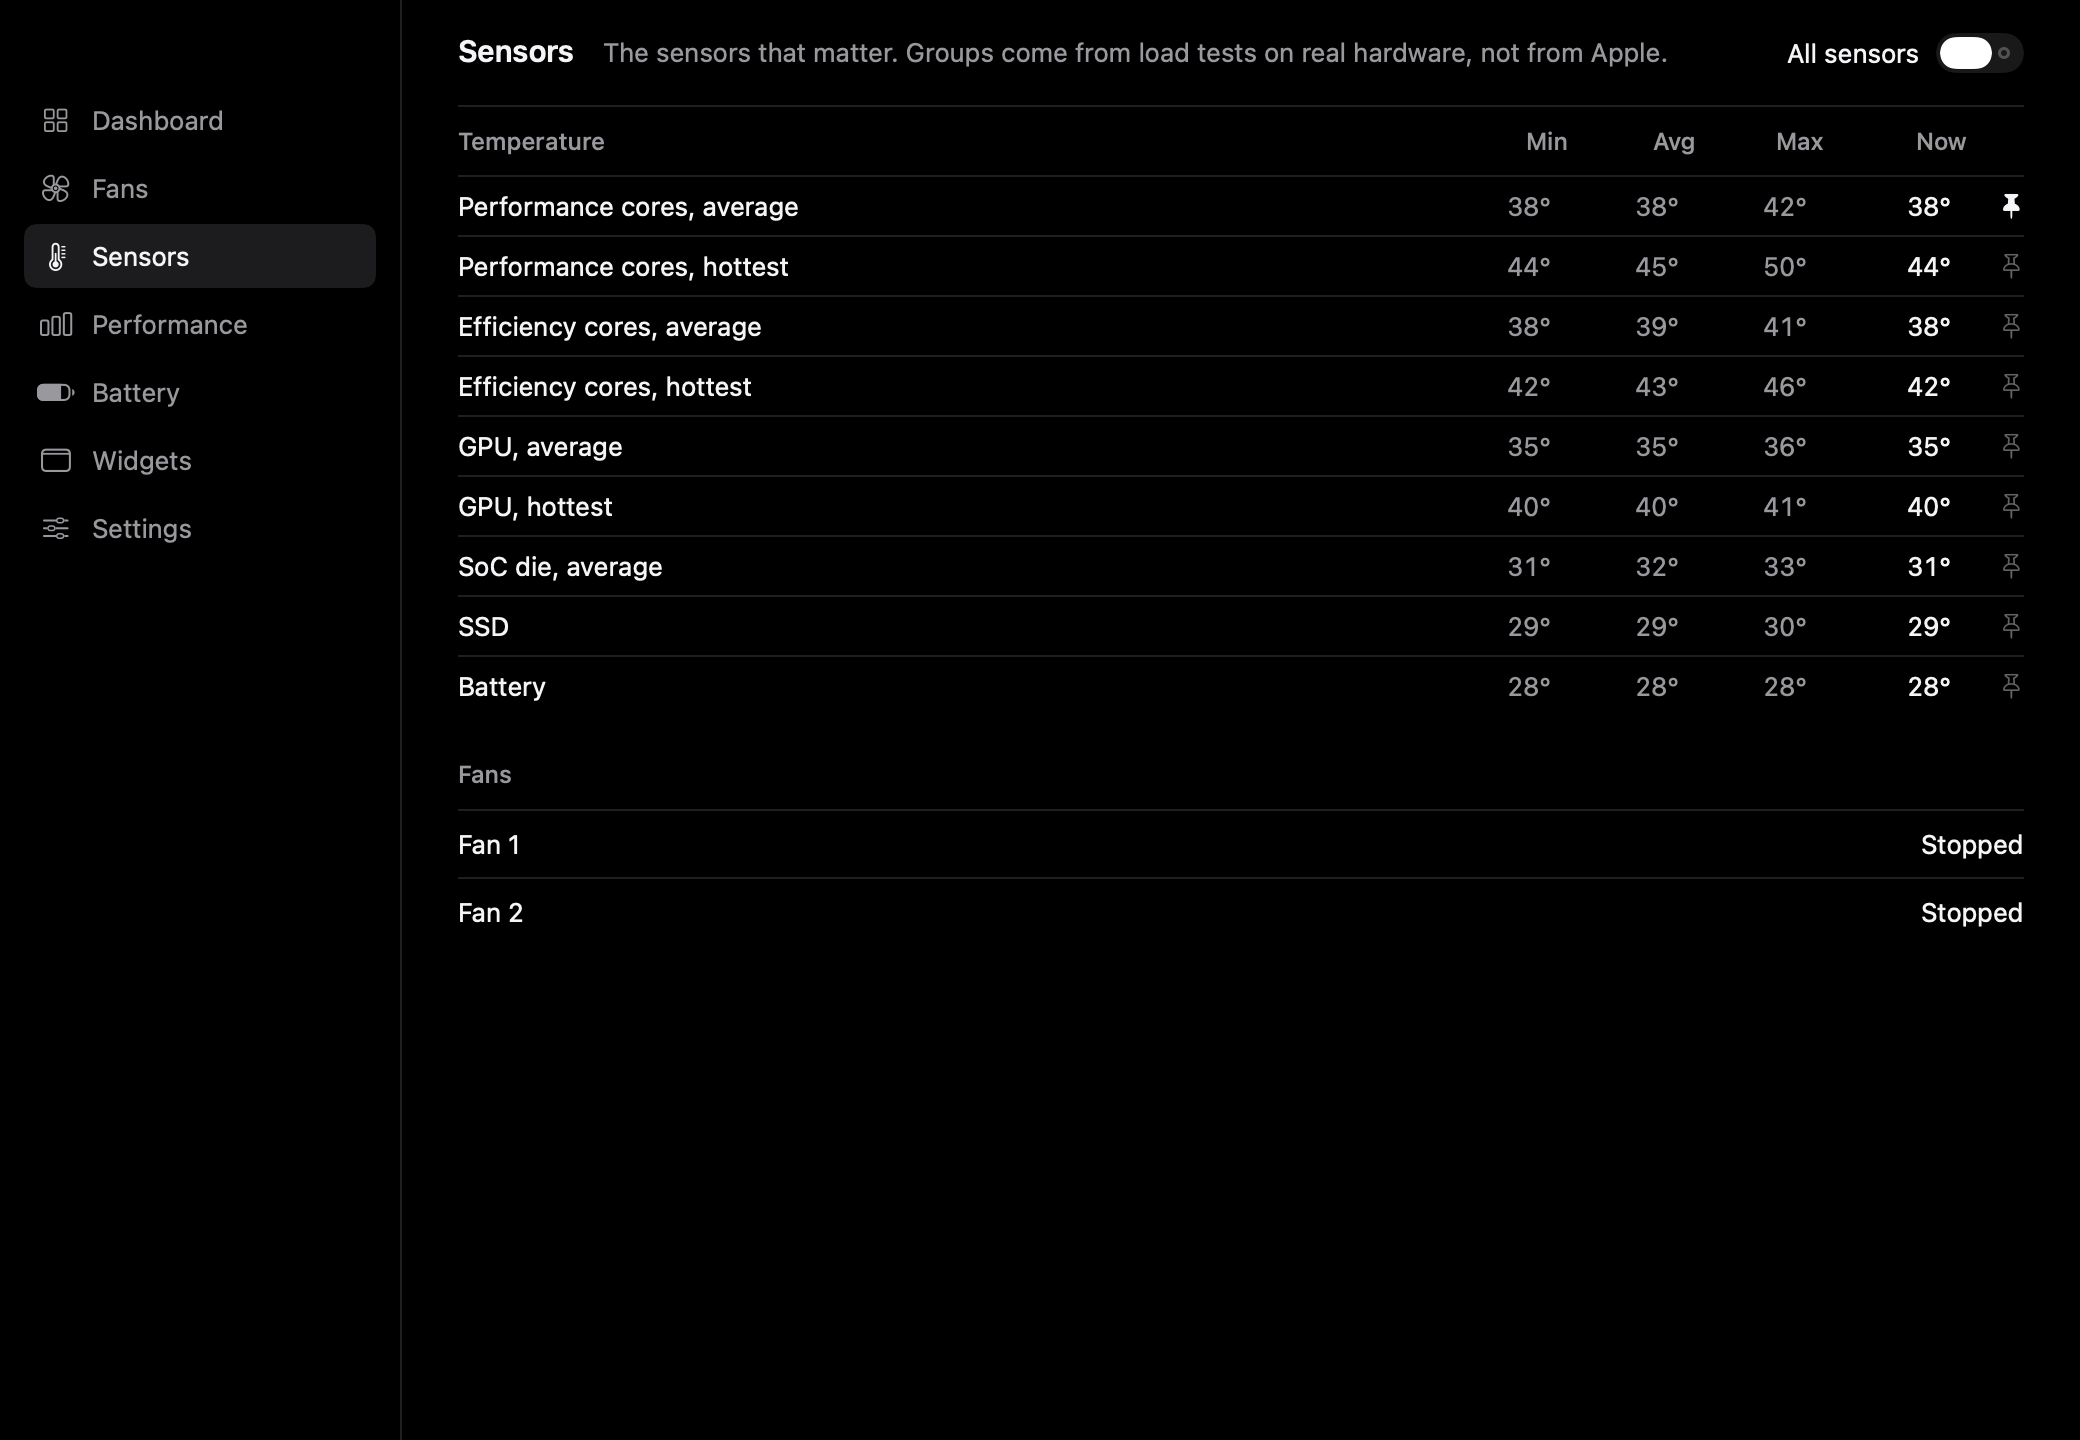 Sensors The sensors that matter. Groups come from load tests on real hardware, not from Apple. All sensors
Dashboard
Fans
Sensors
Performance
Battery
Widgets
Settings
Temperature Min Avg Max Now
Performance cores, average 38° 38° 42° 38°
Performance cores, hottest 44° 45° 50° 44°
Efficiency cores, average 38° 39° 41° 38°
Efficiency cores, hottest 42° 43° 46° 42°
GPU, average 35° 35° 36° 35°
GPU, hottest 40° 40° 41° 40°
SoC die, average 31° 32° 33° 31°
SSD 29° 29° 30° 29°
Battery 28° 28° 28° 28°
Fans
Fan 1 Stopped
Fan 2 Stopped